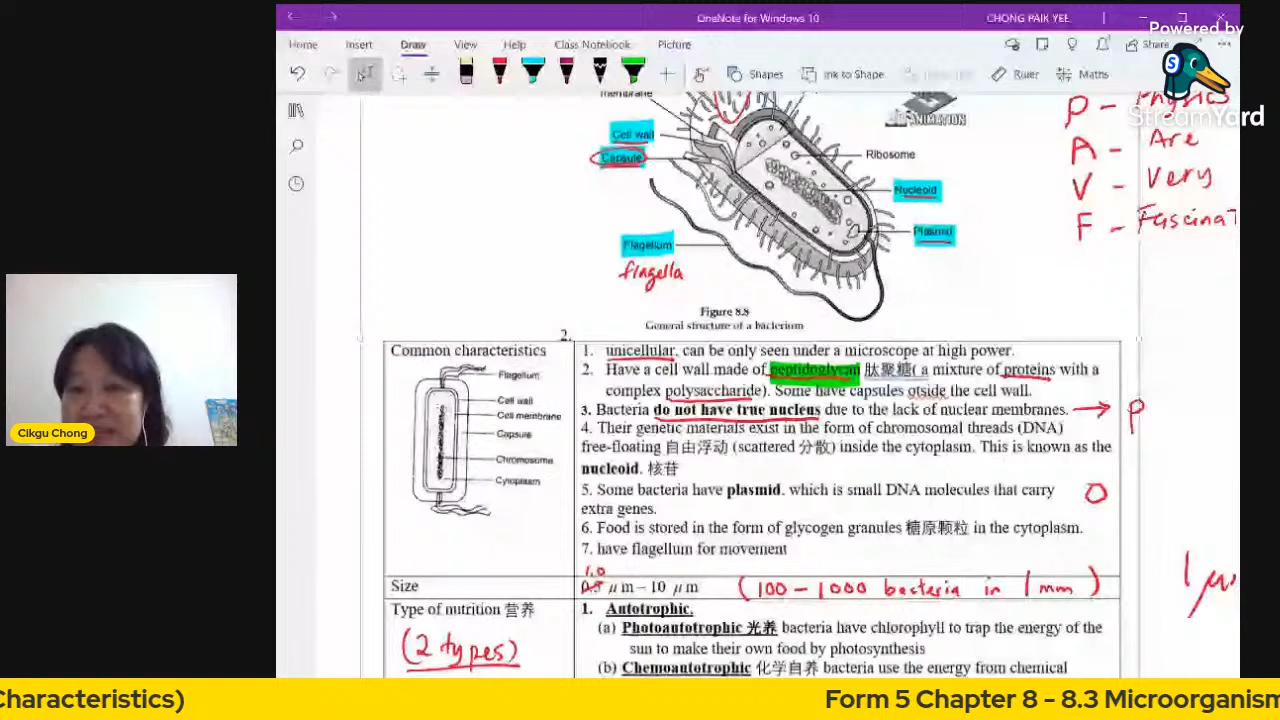 OneNote for Windows 10
CHONG PAIK YEE
Powered by
StreamYard
Home Insert Draw View Help Class Notebook Picture
Share
Shapes Ink to Shape Ruler Maths
membrane
Cell wall
Capsule
Flagellum
flagella
ANIMATION
Ribosome
Nucleoid
Plasmid
P - Physics
A - Are
V - Very
F - Fascinat
Figure 8.8
General structure of a bacterium
2.
Common characteristics
Flagellum
Cell wall
Cell membrane
Capsule
Chromosome
Cytoplasm
1. unicellular, can be only seen under a microscope at high power.
2. Have a cell wall made of peptidoglycan 肽聚糖( a mixture of proteins with a
complex polysaccharide). Some have capsules otside the cell wall.
3. Bacteria do not have true nucleus due to the lack of nuclear membranes. → P
4. Their genetic materials exist in the form of chromosomal threads (DNA)
free-floating 自由浮动 (scattered 分散) inside the cytoplasm. This is known as the
nucleoid. 核苷
5. Some bacteria have plasmid, which is small DNA molecules that carry
extra genes.
6. Food is stored in the form of glycogen granules 糖原颗粒 in the cytoplasm.
7. have flagellum for movement
Size
1.0
0.5 μm – 10 μm (100 - 1000 bacteria in 1 mm)
1 μm
Type of nutrition 营养
(2 types)
1. Autotrophic.
(a) Photoautotrophic 光养 bacteria have chlorophyll to trap the energy of the
sun to make their own food by photosynthesis
(b) Chemoautotrophic 化学自养 bacteria use the energy from chemical
Cikgu Chong
Characteristics)
Form 5 Chapter 8 - 8.3 Microorganism